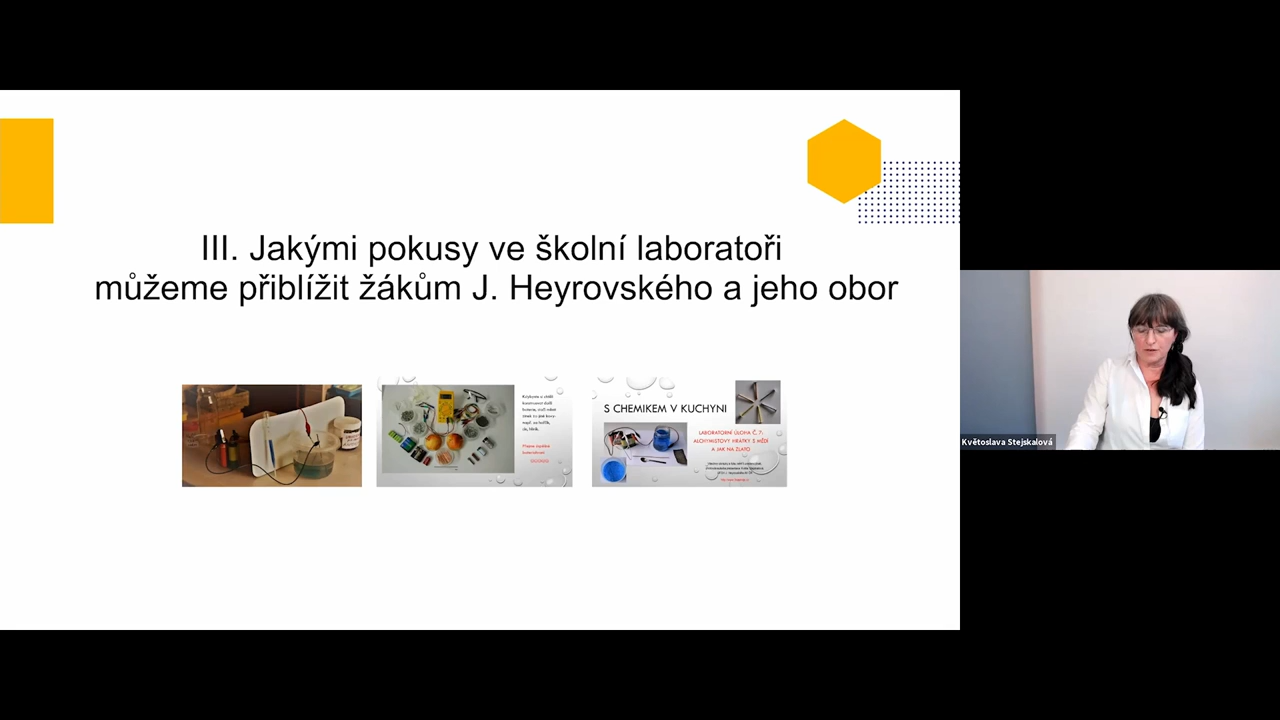 III. Jakými pokusy ve školní laboratoři
můžeme přiblížit žákům J. Heyrovského a jeho obor
S CHEMIKEM V KUCHYNI
LABORATORNÍ ÚLOHA Č. 7:
ALCHYMISTOVY HRÁTKY S MĚDÍ
A JAK NA ZLATO
Květoslava Stejskalová